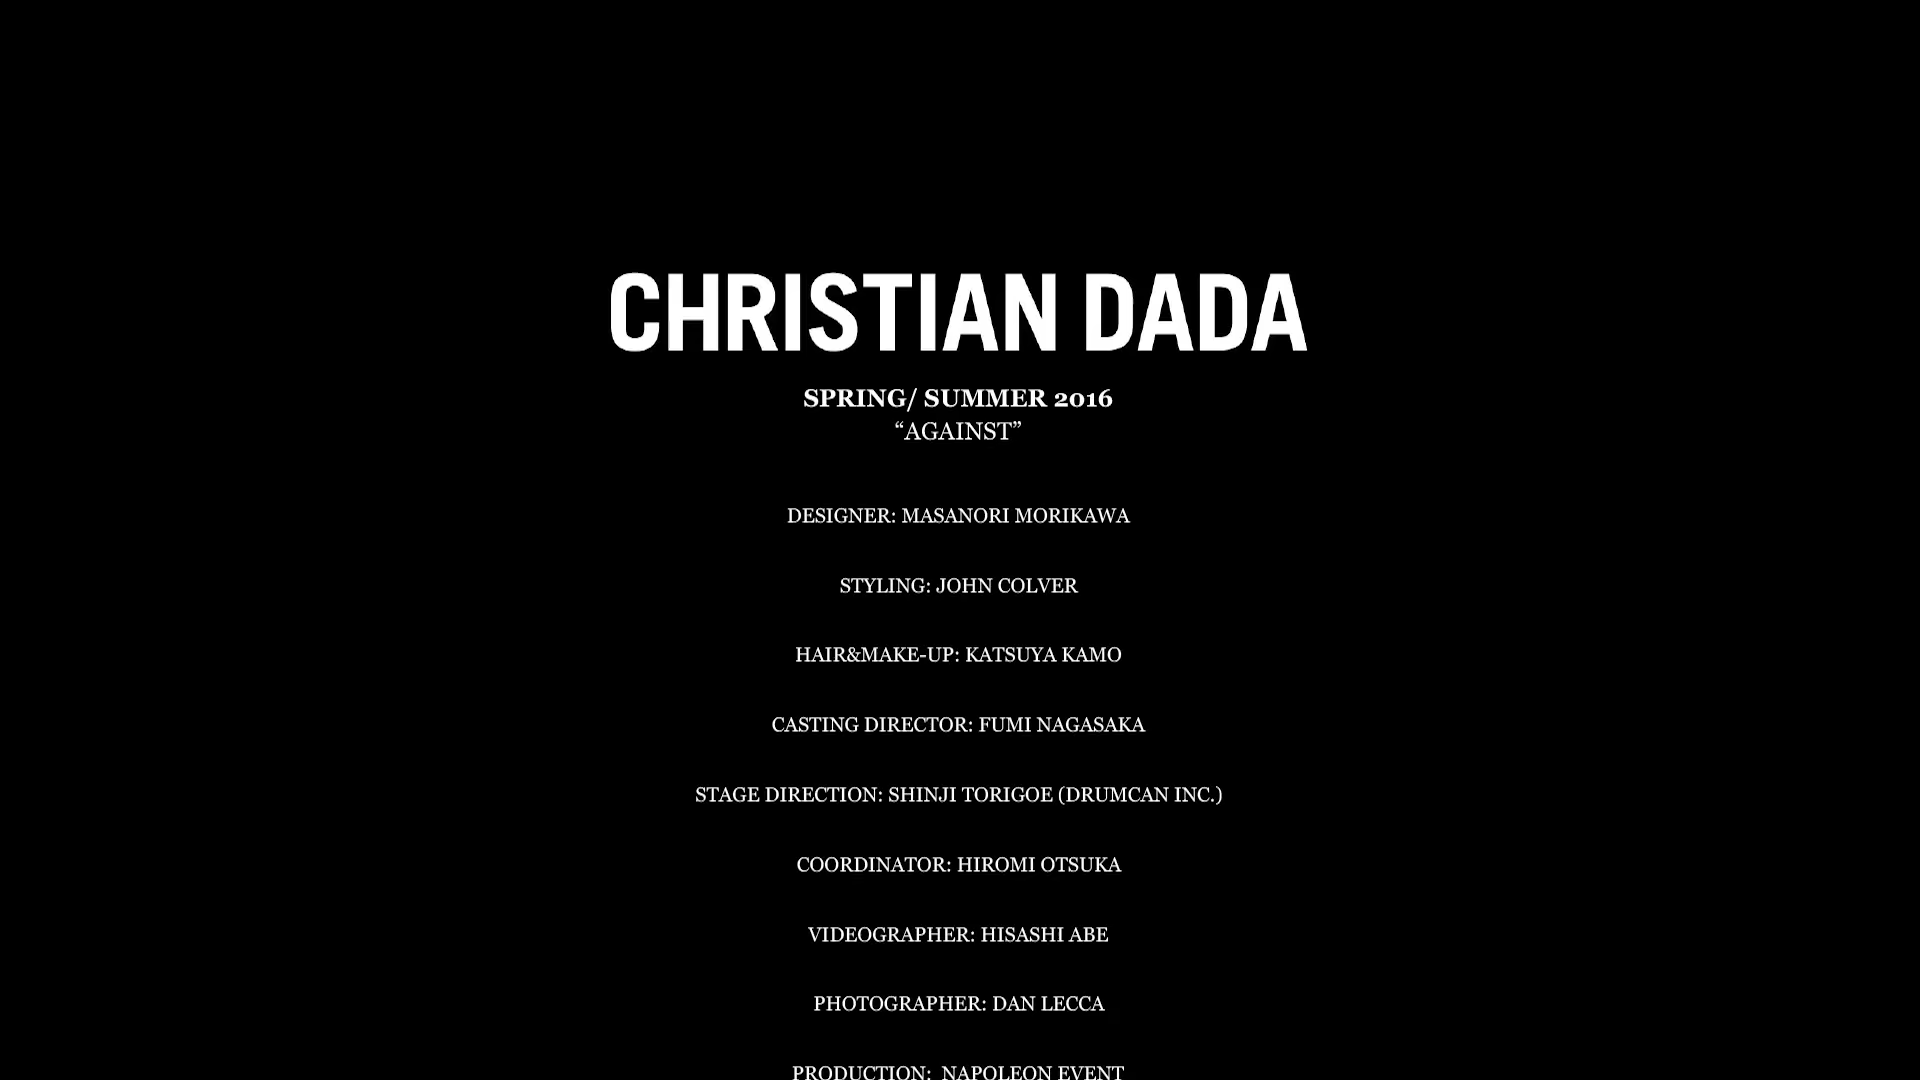 CHRISTIAN DADA
SPRING/ SUMMER 2016
“AGAINST”
DESIGNER: MASANORI MORIKAWA
STYLING: JOHN COLVER
HAIR&MAKE-UP: KATSUYA KAMO
CASTING DIRECTOR: FUMI NAGASAKA
STAGE DIRECTION: SHINJI TORIGOE (DRUMCAN INC.)
COORDINATOR: HIROMI OTSUKA
VIDEOGRAPHER: HISASHI ABE
PHOTOGRAPHER: DAN LECCA
PRODUCTION: NAPOLEON EVENT